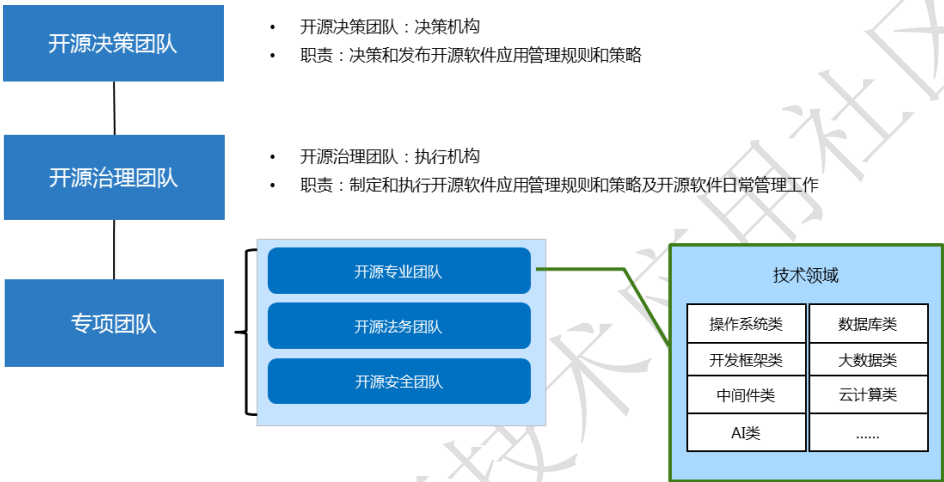 开源决策团队
• 开源决策团队：决策机构
• 职责：决策和发布开源软件应用管理规则和策略
开源治理团队
• 开源治理团队：执行机构
• 职责：制定和执行开源软件应用管理规则和策略及开源软件日常管理工作
专项团队
开源专业团队
开源法务团队
开源安全团队
技术领域
操作系统类 数据库类
开发框架类 大数据类
中间件类 云计算类
AI类 ......
技术应用社区